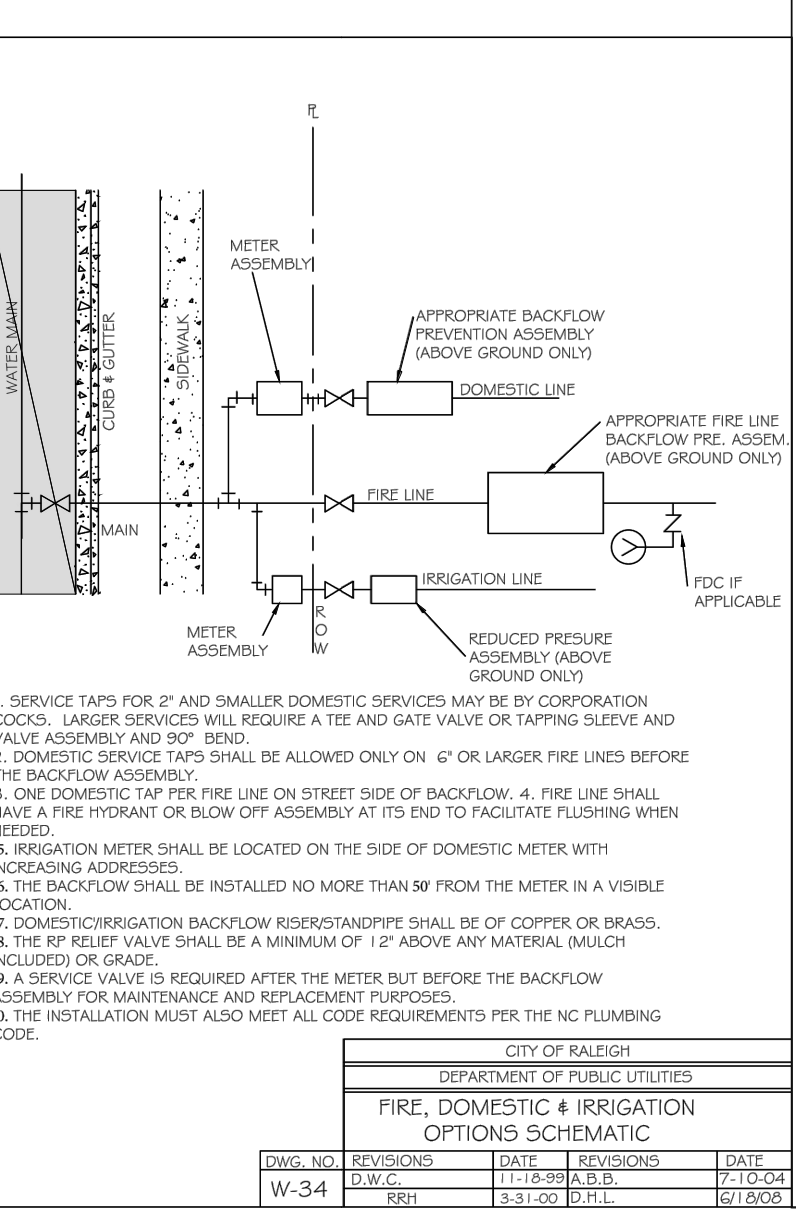 PL
METER
ASSEMBLY
APPROPRIATE BACKFLOW
PREVENTION ASSEMBLY
(ABOVE GROUND ONLY)
WATER MAIN
CURB & GUTTER
SIDEWALK
DOMESTIC LINE
APPROPRIATE FIRE LINE
BACKFLOW PRE. ASSEM.
(ABOVE GROUND ONLY)
FIRE LINE
MAIN
IRRIGATION LINE
FDC IF
APPLICABLE
ROW
METER
ASSEMBLY
REDUCED PRESURE
ASSEMBLY (ABOVE
GROUND ONLY)
. SERVICE TAPS FOR 2" AND SMALLER DOMESTIC SERVICES MAY BE BY CORPORATION
COCKS. LARGER SERVICES WILL REQUIRE A TEE AND GATE VALVE OR TAPPING SLEEVE AND
VALVE ASSEMBLY AND 90° BEND.
2. DOMESTIC SERVICE TAPS SHALL BE ALLOWED ONLY ON 6" OR LARGER FIRE LINES BEFORE
THE BACKFLOW ASSEMBLY.
3. ONE DOMESTIC TAP PER FIRE LINE ON STREET SIDE OF BACKFLOW. 4. FIRE LINE SHALL
HAVE A FIRE HYDRANT OR BLOW OFF ASSEMBLY AT ITS END TO FACILITATE FLUSHING WHEN
NEEDED.
5. IRRIGATION METER SHALL BE LOCATED ON THE SIDE OF DOMESTIC METER WITH
INCREASING ADDRESSES.
6. THE BACKFLOW SHALL BE INSTALLED NO MORE THAN 50' FROM THE METER IN A VISIBLE
LOCATION.
7. DOMESTIC'/IRRIGATION BACKFLOW RISER/STANDPIPE SHALL BE OF COPPER OR BRASS.
8. THE RP RELIEF VALVE SHALL BE A MINIMUM OF 12" ABOVE ANY MATERIAL (MULCH
INCLUDED) OR GRADE.
9. A SERVICE VALVE IS REQUIRED AFTER THE METER BUT BEFORE THE BACKFLOW
ASSEMBLY FOR MAINTENANCE AND REPLACEMENT PURPOSES.
0. THE INSTALLATION MUST ALSO MEET ALL CODE REQUIREMENTS PER THE NC PLUMBING
CODE.
CITY OF RALEIGH
DEPARTMENT OF PUBLIC UTILITIES
FIRE, DOMESTIC & IRRIGATION
OPTIONS SCHEMATIC
DWG. NO. REVISIONS DATE REVISIONS DATE
W-34 D.W.C. 11-18-99 A.B.B. 7-10-04
RRH 3-31-00 D.H.L. 6/18/08